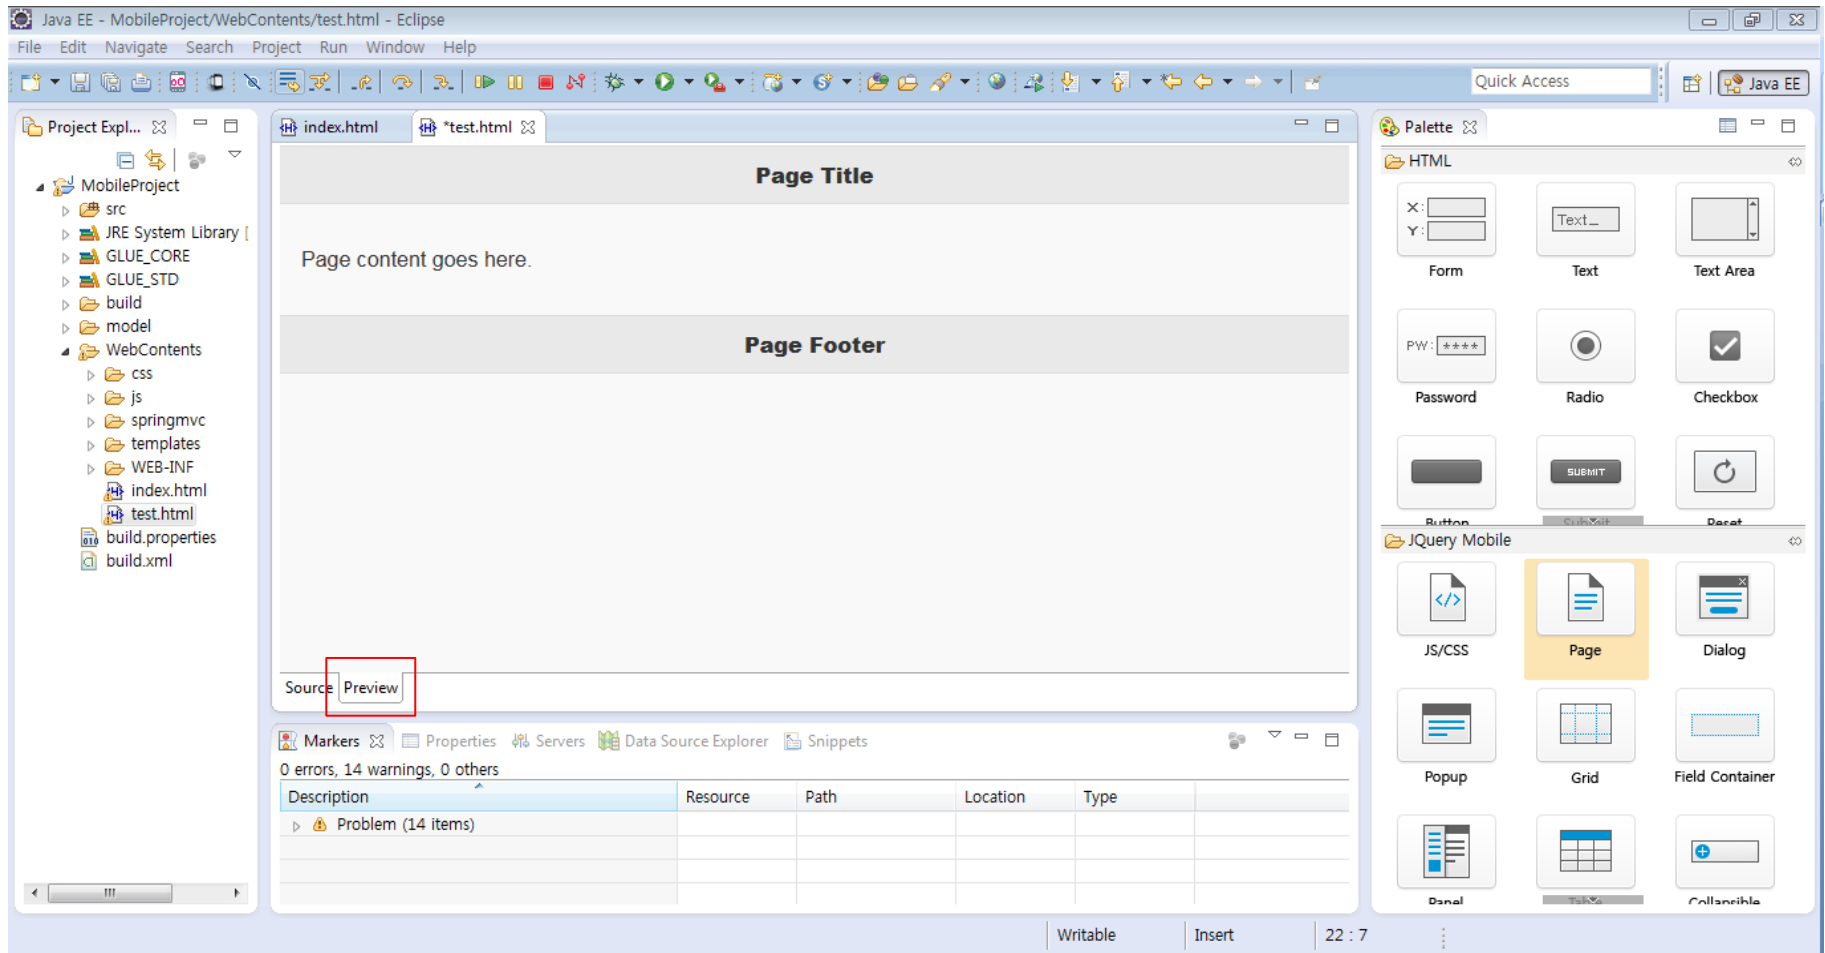 Java EE - MobileProject/WebContents/test.html - Eclipse
File Edit Navigate Search Project Run Window Help
Quick Access
Java EE
Project Expl...
MobileProject
src
JRE System Library [
GLUE_CORE
GLUE_STD
build
model
WebContents
css
js
springmvc
templates
WEB-INF
index.html
test.html
build.properties
build.xml
index.html *test.html
Page Title
Page content goes here.
Page Footer
Source Preview
Markers Properties Servers Data Source Explorer Snippets
0 errors, 14 warnings, 0 others
Description Resource Path Location Type
Problem (14 items)
Palette
HTML
X:
Y:
Text_
Form Text Text Area
PW: ****
Password Radio Checkbox
SUBMIT
Button Submit Reset
JQuery Mobile
JS/CSS Page Dialog
Popup Grid Field Container
Panel Table Collapsible
Writable Insert 22 : 7